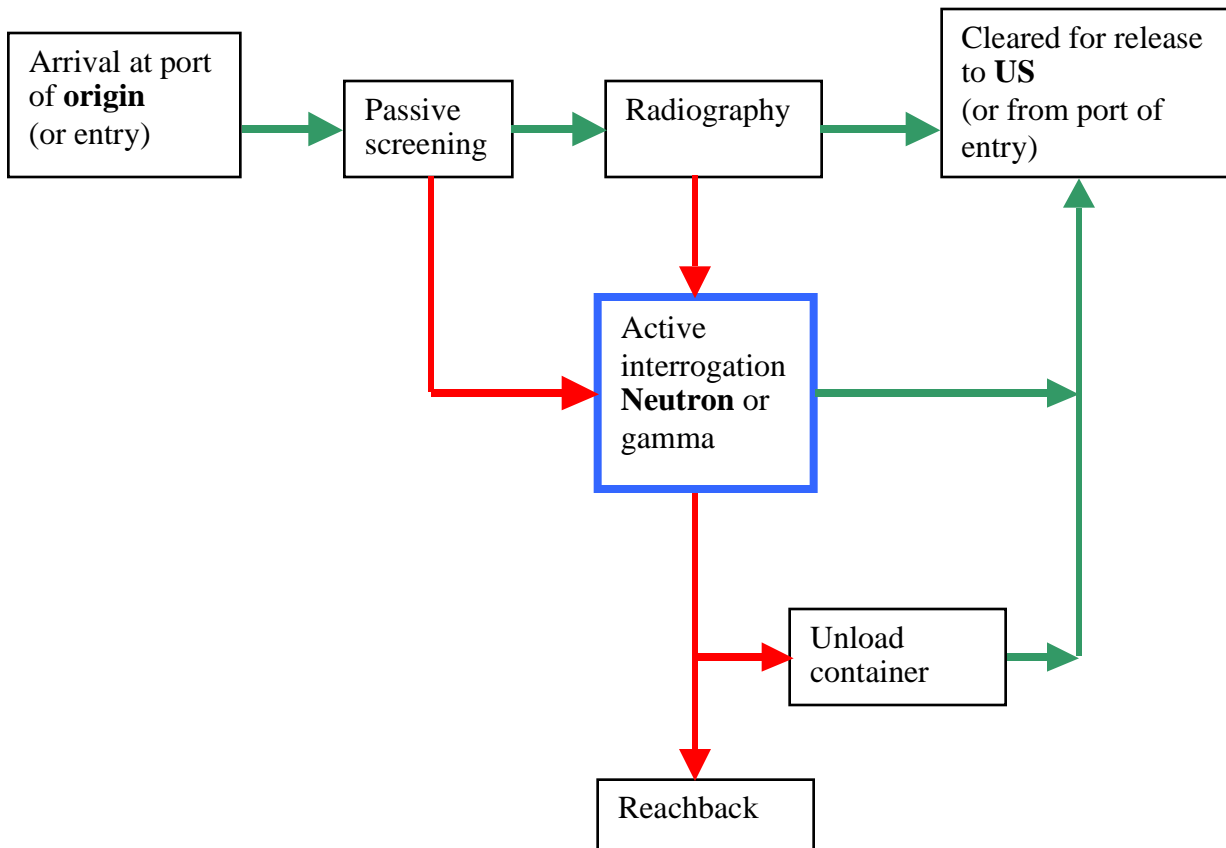 Arrival at port
of origin
(or entry)
Passive
screening
Radiography
Cleared for release
to US
(or from port of
entry)
Active
interrogation
Neutron or
gamma
Unload
container
Reachback